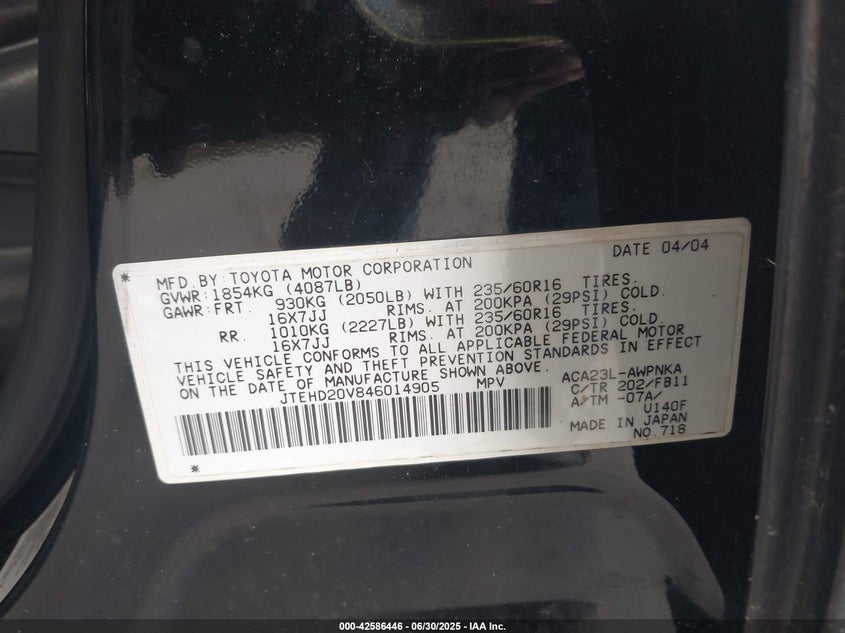 DATE 04/04
MFD.BY:TOYOTA MOTOR CORPORATION
GVWR:1854KG (4087LB)
GAWR:FRT. 930KG (2050LB) WITH 235/60R16 TIRES.
16X7JJ RIMS. AT 200KPA (29PSI) COLD.
RR. 1010KG (2227LB) WITH 235/60R16 TIRES.
16X7JJ RIMS. AT 200KPA (29PSI) COLD.
THIS VEHICLE CONFORMS TO ALL APPLICABLE FEDERAL MOTOR
VEHICLE SAFETY AND THEFT PREVENTION STANDARDS IN EFFECT
ON THE DATE OF MANUFACTURE SHOWN ABOVE.
JTEHD20V846014905 MPV
ACA23L-AWPNKA
C/TR 202/FB11
A/TM -07A/
U140F
MADE IN JAPAN
NO.718
000-42586446 - 06/30/2025 - IAA Inc.